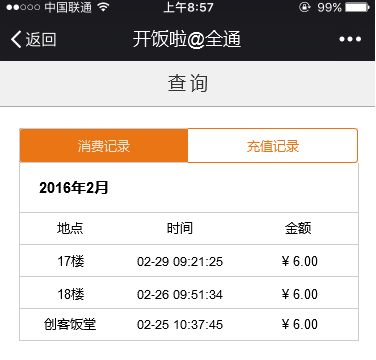 中国联通 上午8:57 99%
返回 开饭啦@全通
查询
消费记录 充值记录
2016年2月
地点 时间 金额
17楼 02-29 09:21:25 ¥ 6.00
18楼 02-26 09:51:34 ¥ 6.00
创客饭堂 02-25 10:37:45 ¥ 6.00